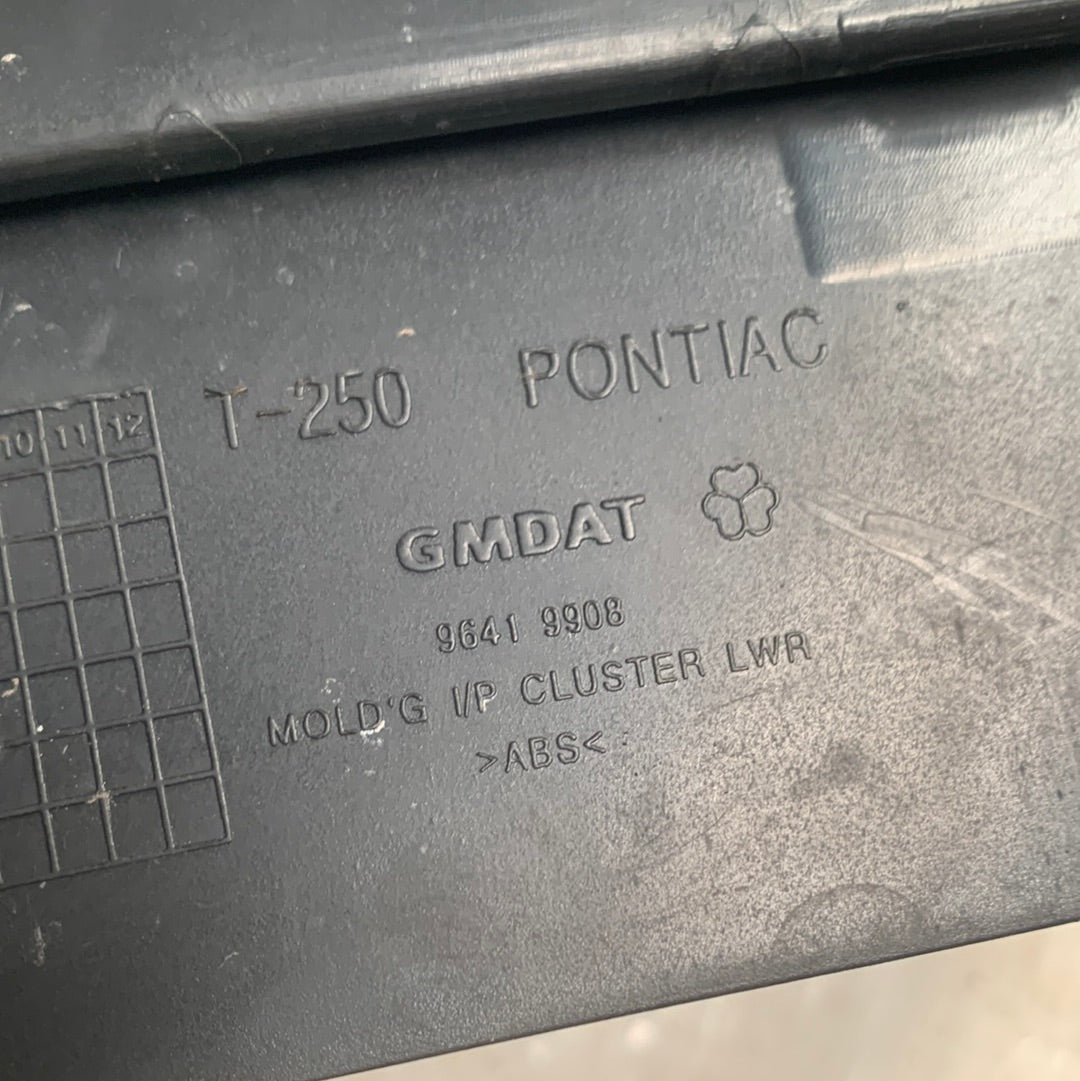 T-250 PONTIAC
10 11 12
GMDAT
9641 9908
MOLD'G I/P CLUSTER LWR
>ABS<